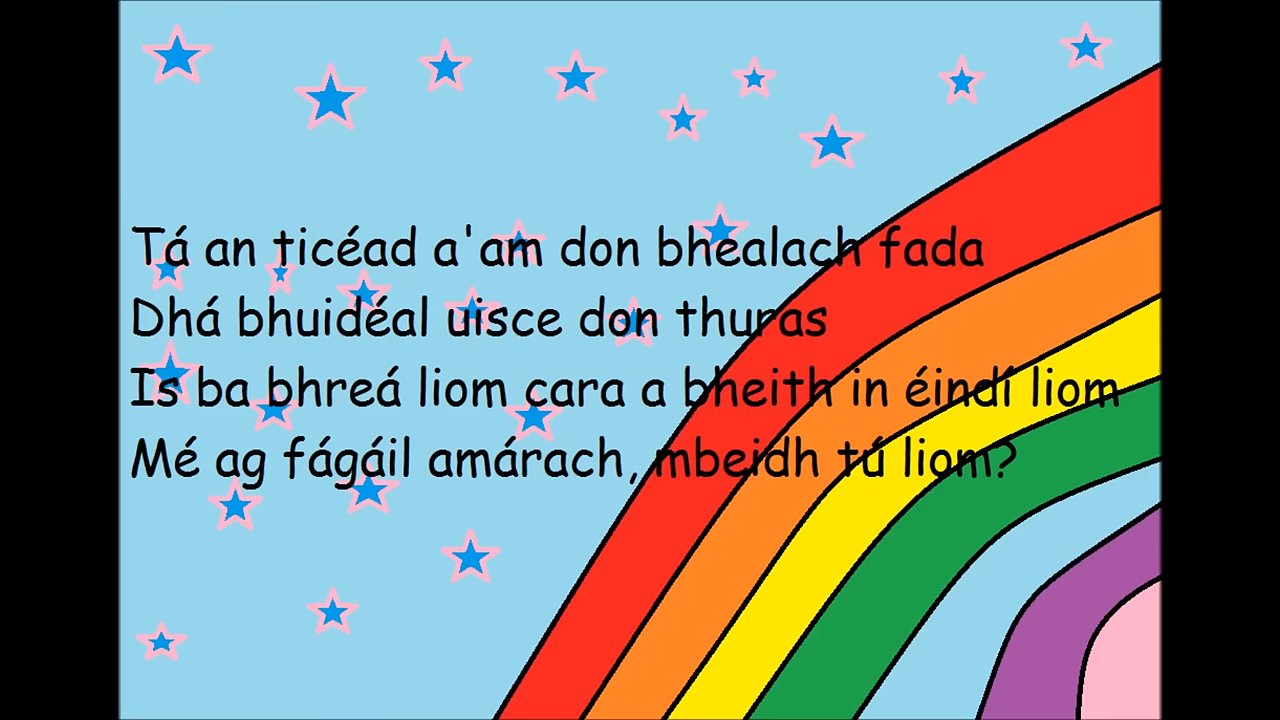 Tá an ticéad a'am don bhealach fada
Dhá bhuidéal uisce don thuras
Is ba bhreá liom cara a bheith in éindí liom
Mé ag fágáil amárach, mbeidh tú liom?